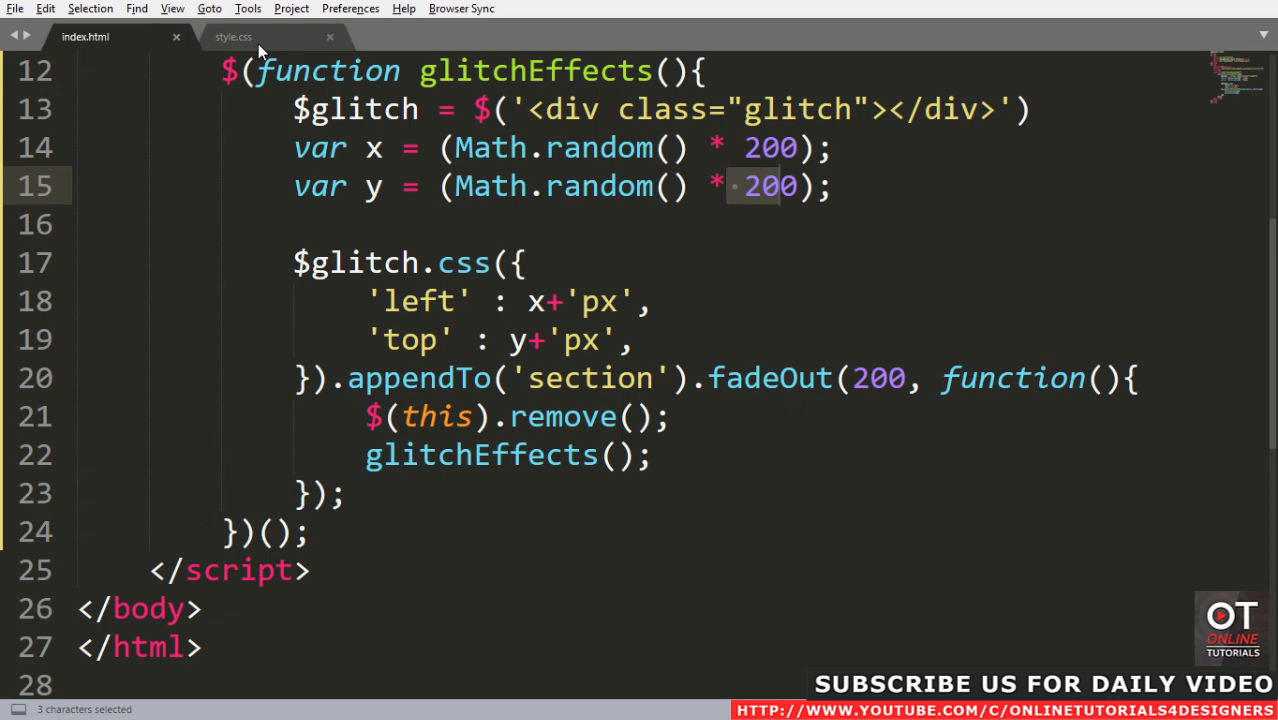 File Edit Selection Find View Goto Tools Project Preferences Help Browser Sync
index.html × style.css ×
12 $(function glitchEffects(){
13 $glitch = $('<div class="glitch"></div>')
14 var x = (Math.random() * 200);
15 var y = (Math.random() * 200);
16
17 $glitch.css({
18 'left' : x+'px',
19 'top' : y+'px',
20 }).appendTo('section').fadeOut(200, function(){
21 $(this).remove();
22 glitchEffects();
23 });
24 })();
25 </script>
26 </body>
27 </html>
28
OT
ONLINE
TUTORIALS
SUBSCRIBE US FOR DAILY VIDEO
3 characters selected
HTTP://WWW.YOUTUBE.COM/C/ONLINETUTORIALS4DESIGNERS